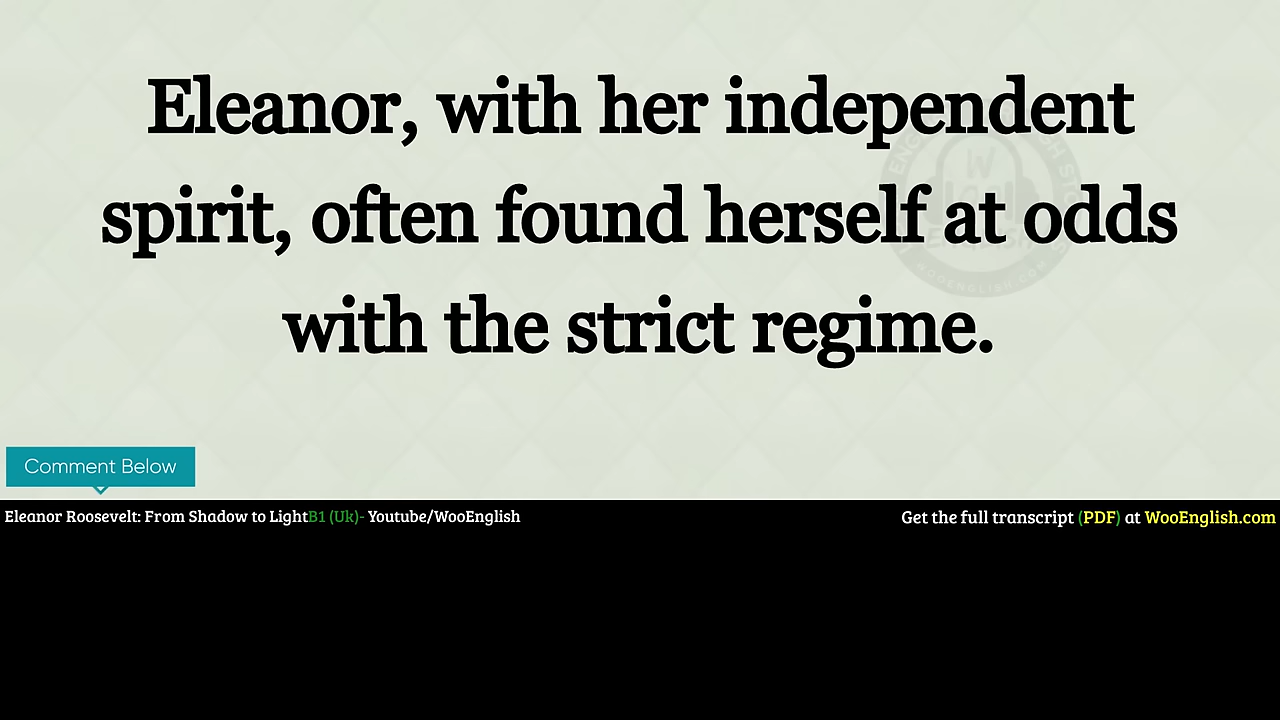 Eleanor, with her independent
spirit, often found herself at odds
with the strict regime.
Comment Below
Eleanor Roosevelt: From Shadow to LightB1 (Uk)- Youtube/WooEnglish
Get the full transcript (PDF) at WooEnglish.com